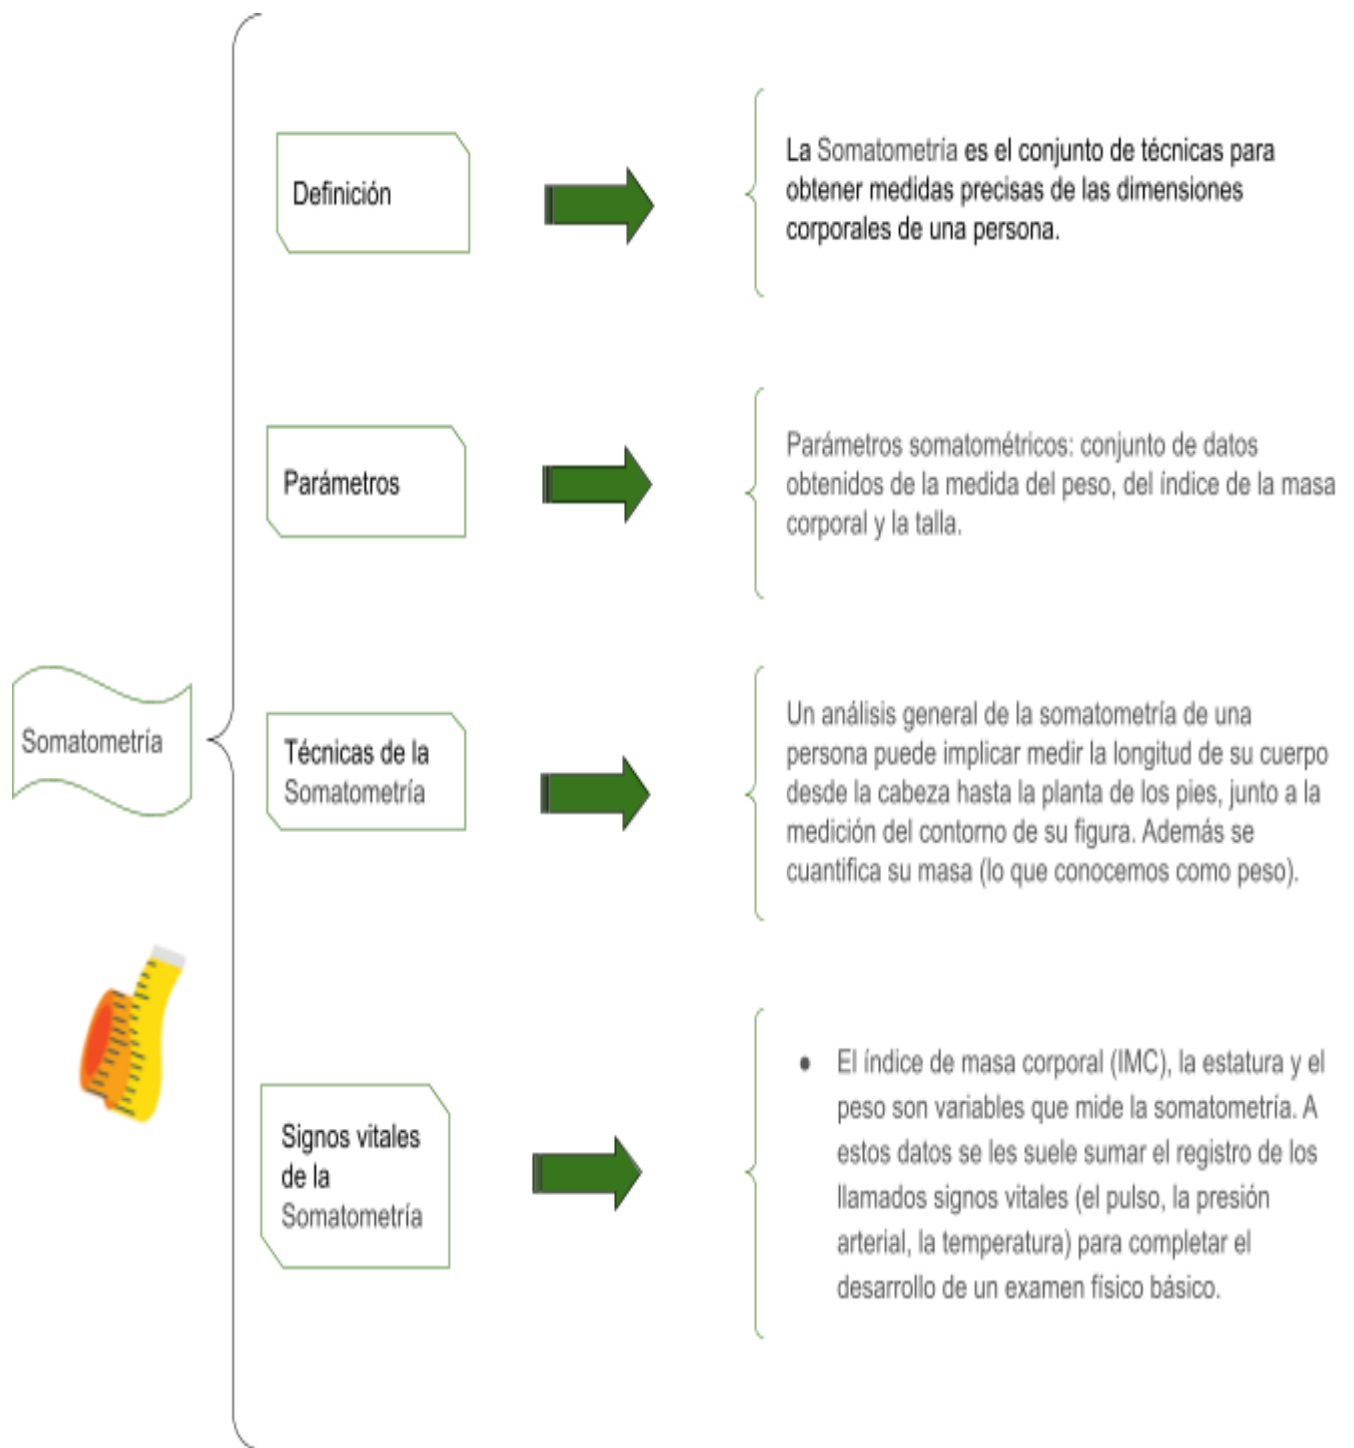 Somatometría
Definición
La Somatometría es el conjunto de técnicas para
obtener medidas precisas de las dimensiones
corporales de una persona.
Parámetros
Parámetros somatométricos: conjunto de datos
obtenidos de la medida del peso, del índice de la masa
corporal y la talla.
Técnicas de la
Somatometría
Un análisis general de la somatometría de una
persona puede implicar medir la longitud de su cuerpo
desde la cabeza hasta la planta de los pies, junto a la
medición del contorno de su figura. Además se
cuantifica su masa (lo que conocemos como peso).
Signos vitales
de la
Somatometría
● El índice de masa corporal (IMC), la estatura y el
peso son variables que mide la somatometría. A
estos datos se les suele sumar el registro de los
llamados signos vitales (el pulso, la presión
arterial, la temperatura) para completar el
desarrollo de un examen físico básico.